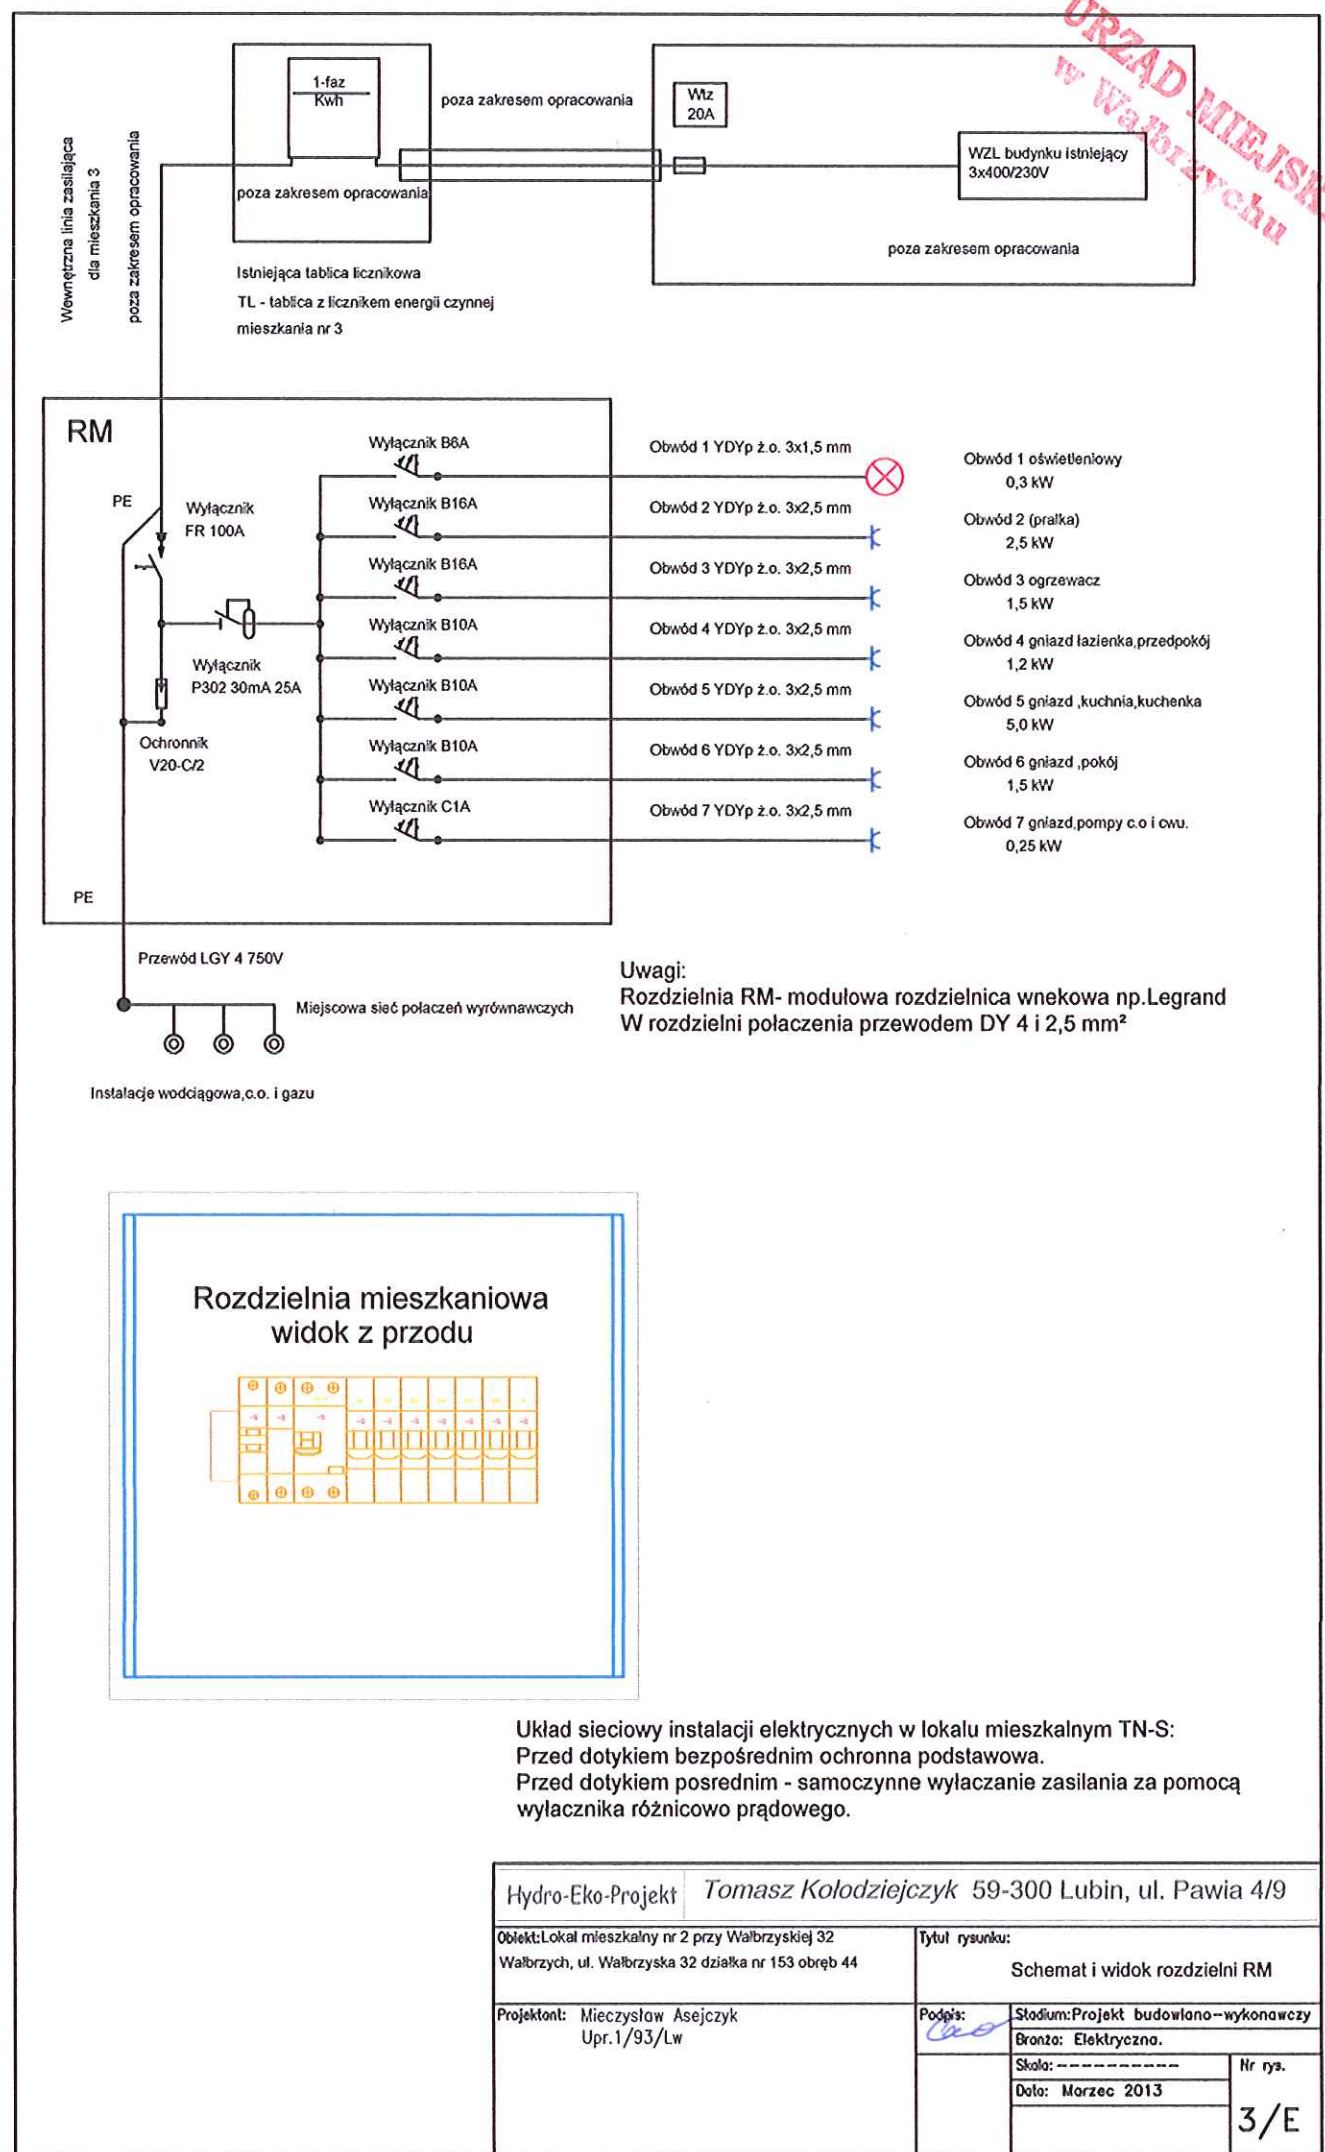 URZĄD MIEJSKI
w Wałbrzychu
1-faz
Kwh
poza zakresem opracowania
Wtz
20A
WZL budynku istniejący
3x400/230V
poza zakresem opracowania
poza zakresem opracowania
Wewnętrzna linia zasilająca
dla mieszkania 3
poza zakresem opracowania
Istniejąca tablica licznikowa
TL - tablica z licznikem energii czynnej
mieszkania nr 3
RM
PE
Wyłącznik
FR 100A
Wyłącznik
P302 30mA 25A
Ochronnik
V20-C/2
PE
Wyłącznik B6A
Obwód 1 YDYp ż.o. 3x1,5 mm
Obwód 1 oświetleniowy
0,3 kW
Wyłącznik B16A
Obwód 2 YDYp ż.o. 3x2,5 mm
Obwód 2 (pralka)
2,5 kW
Wyłącznik B16A
Obwód 3 YDYp ż.o. 3x2,5 mm
Obwód 3 ogrzewacz
1,5 kW
Wyłącznik B10A
Obwód 4 YDYp ż.o. 3x2,5 mm
Obwód 4 gniazd łazienka,przedpokój
1,2 kW
Wyłącznik B10A
Obwód 5 YDYp ż.o. 3x2,5 mm
Obwód 5 gniazd ,kuchnia,kuchenka
5,0 kW
Wyłącznik B10A
Obwód 6 YDYp ż.o. 3x2,5 mm
Obwód 6 gniazd ,pokój
1,5 kW
Wyłącznik C1A
Obwód 7 YDYp ż.o. 3x2,5 mm
Obwód 7 gniazd,pompy c.o i cwu.
0,25 kW
Przewód LGY 4 750V
Miejscowa sieć połaczeń wyrównawczych
Instalacje wodciągowa,c.o. i gazu
Uwagi:
Rozdzielnia RM- modułowa rozdzielnica wnekowa np.Legrand
W rozdzielni połaczenia przewodem DY 4 i 2,5 mm²
Rozdzielnia mieszkaniowa
widok z przodu
Układ sieciowy instalacji elektrycznych w lokalu mieszkalnym TN-S:
Przed dotykiem bezpośrednim ochronna podstawowa.
Przed dotykiem posrednim - samoczynne wyłaczanie zasilania za pomocą
wyłacznika różnicowo prądowego.
Hydro-Eko-Projekt Tomasz Kołodziejczyk 59-300 Lubin, ul. Pawia 4/9
Obiekt:Lokal mieszkalny nr 2 przy Wałbrzyskiej 32
Wałbrzych, ul. Wałbrzyska 32 działka nr 153 obręb 44
Tytuł rysunku:
Schemat i widok rozdzielni RM
Projektant: Mieczysław Asejczyk
Upr.1/93/Lw
Podpis:
Stadium:Projekt budowlano-wykonawczy
Branża: Elektryczna.
Skala: ----------
Data: Marzec 2013
Nr rys.
3/E